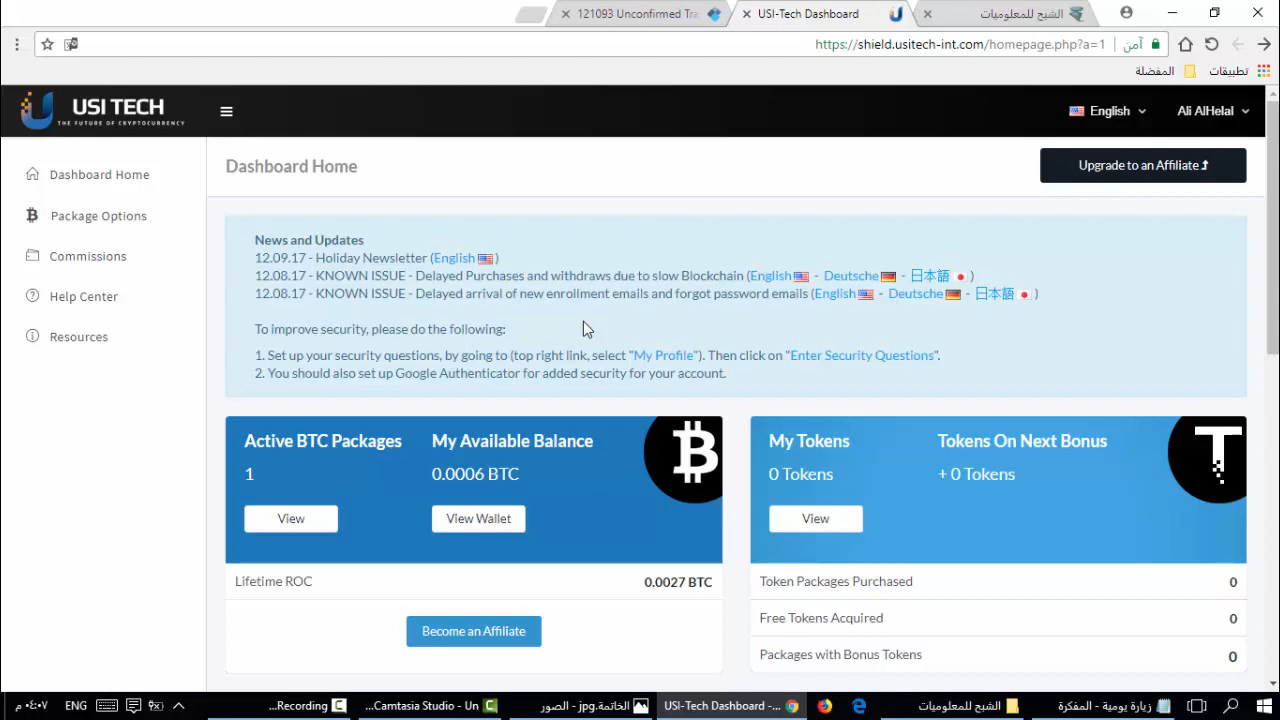 121093 Unconfirmed Tra
USI-Tech Dashboard
الشبح للمعلوميات
https://shield.usitech-int.com/homepage.php?a=1
آمن
المفضلة
تطبيقات
USI TECH
THE FUTURE OF CRYPTOCURRENCY
English
Ali AlHelal
Dashboard Home
Package Options
Commissions
Help Center
Resources
Dashboard Home
Upgrade to an Affiliate
News and Updates
12.09.17 - Holiday Newsletter (English )
12.08.17 - KNOWN ISSUE - Delayed Purchases and withdraws due to slow Blockchain (English - Deutsche - 日本語 )
12.08.17 - KNOWN ISSUE - Delayed arrival of new enrollment emails and forgot password emails (English - Deutsche - 日本語 )
To improve security, please do the following:
1. Set up your security questions, by going to (top right link, select "My Profile"). Then click on "Enter Security Questions".
2. You should also set up Google Authenticator for added security for your account.
Active BTC Packages
1
View
My Available Balance
0.0006 BTC
View Wallet
Lifetime ROC 0.0027 BTC
Become an Affiliate
My Tokens
0 Tokens
View
Tokens On Next Bonus
+ 0 Tokens
Token Packages Purchased 0
Free Tokens Acquired 0
Packages with Bonus Tokens 0
٠٤:٠٧ م
ENG
...Recording
...Camtasia Studio - Un
الخاتمة.jpg - الصور
USI-Tech Dashboard -...
الشبح للمعلوميات
زيارة يومية - المفكرة